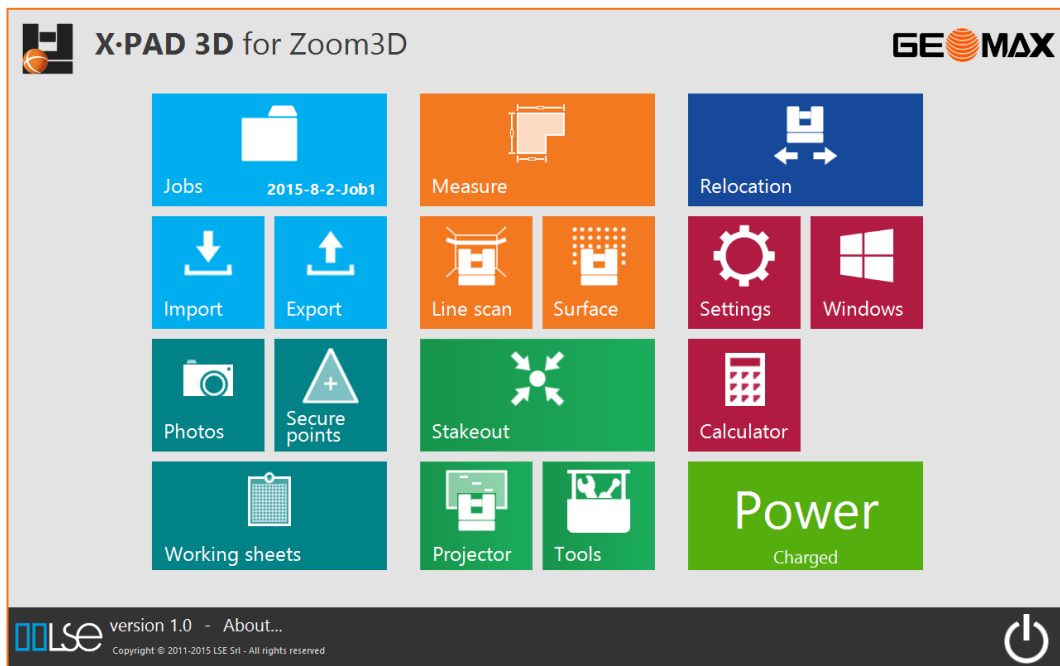 X·PAD 3D for Zoom3D
GEOMAX
Jobs 2015-8-2-Job1
Measure
Relocation
Import
Export
Line scan
Surface
Settings
Windows
Photos
Secure
points
Stakeout
Calculator
Working sheets
Projector
Tools
Power
Charged
LSE
version 1.0 - About...
Copyright © 2011-2015 LSE Srl - All rights reserved